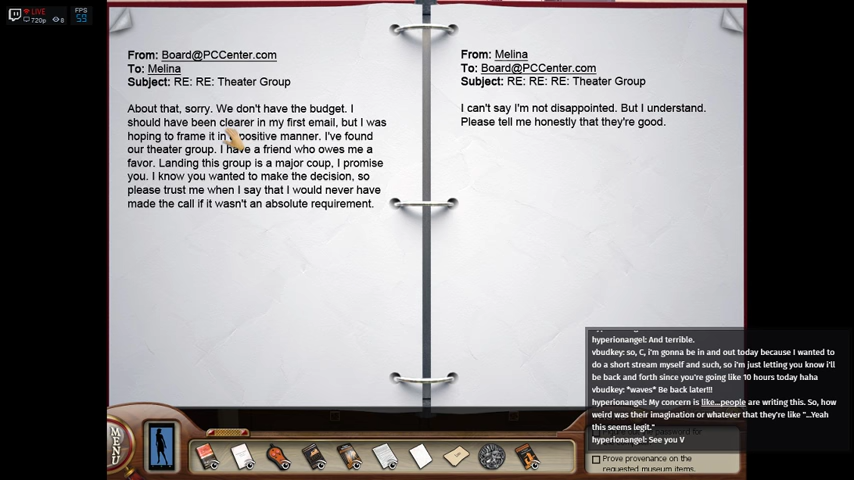 LIVE
720p
8
FPS
55
From: Board@PCCenter.com
To: Melina
Subject: RE: RE: Theater Group
About that, sorry. We don't have the budget. I
should have been clearer in my first email, but I was
hoping to frame it in positive manner. I've found
our theater group. I have a friend who owes me a
favor. Landing this group is a major coup, I promise
you. I know you wanted to make the decision, so
please trust me when I say that I would never have
made the call if it wasn't an absolute requirement.
From: Melina
To: Board@PCCenter.com
Subject: RE: RE: RE: Theater Group
I can't say I'm not disappointed. But I understand.
Please tell me honestly that they're good.
hyperionangel: And terrible.
vbudkey: so, C, i'm gonna be in and out today because I wanted to
do a short stream myself and such, so i'm just letting you know i'll
be back and forth since you're going like 10 hours today haha
vbudkey: *waves* Be back later!!!
hyperionangel: My concern is like...people are writing this. So, how
weird was their imagination or whatever that they're like "...Yeah
this seems legit."
hyperionangel: See you V
Prove provenance on the
requested museum items.
MENU